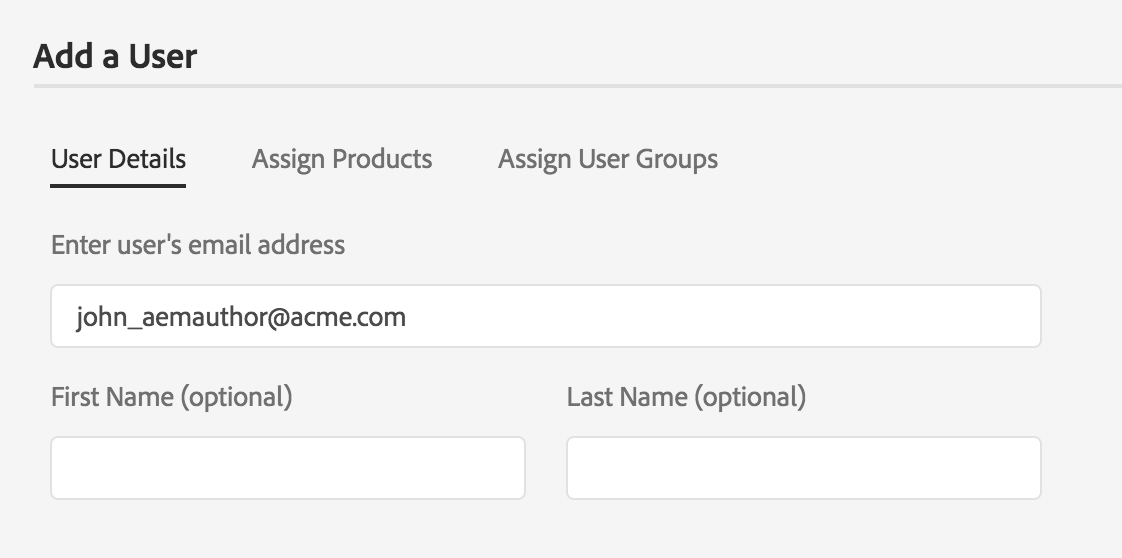 Add a User
User Details Assign Products Assign User Groups
Enter user's email address
john_aemauthor@acme.com
First Name (optional) Last Name (optional)